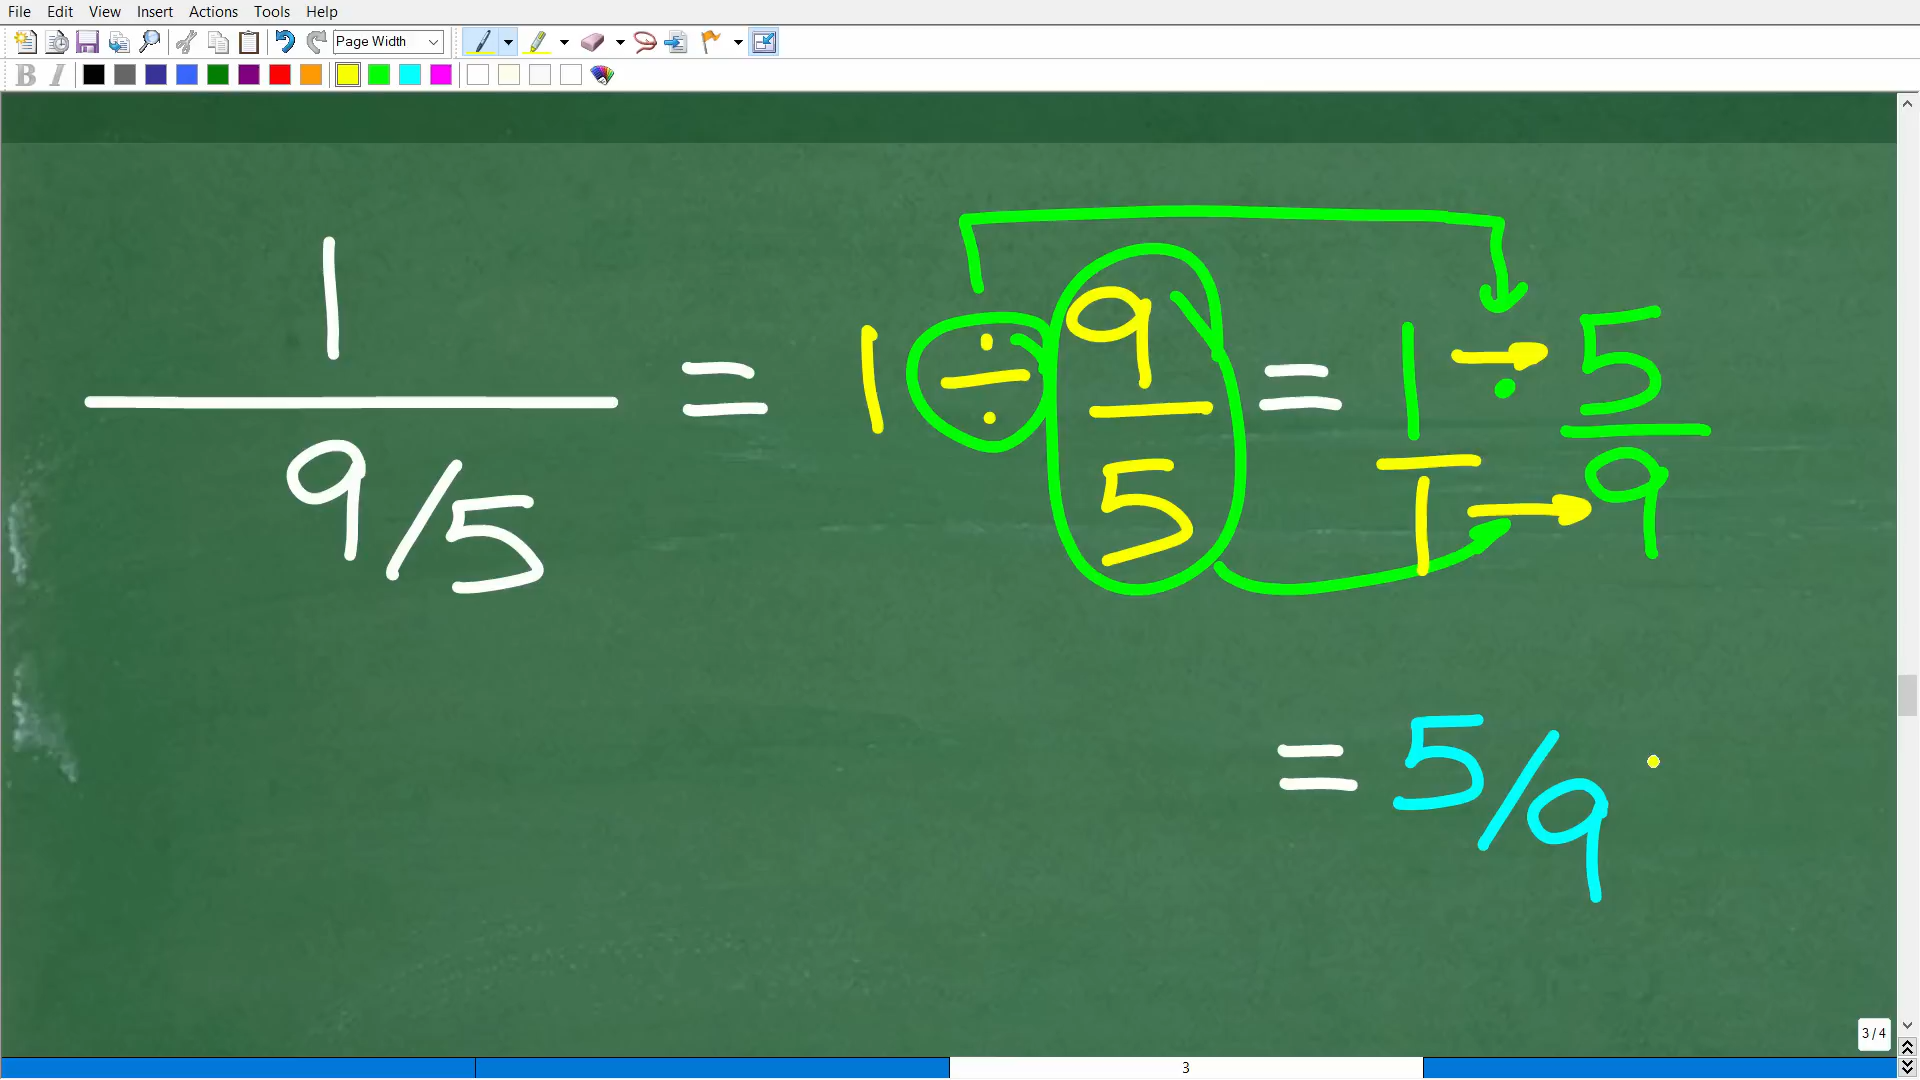 File Edit View Insert Actions Tools Help
Page Width
B I
1 / 9/5 = 1 ÷ 9/5 = 1/1 · 5/9
= 5/9
3 / 4
3